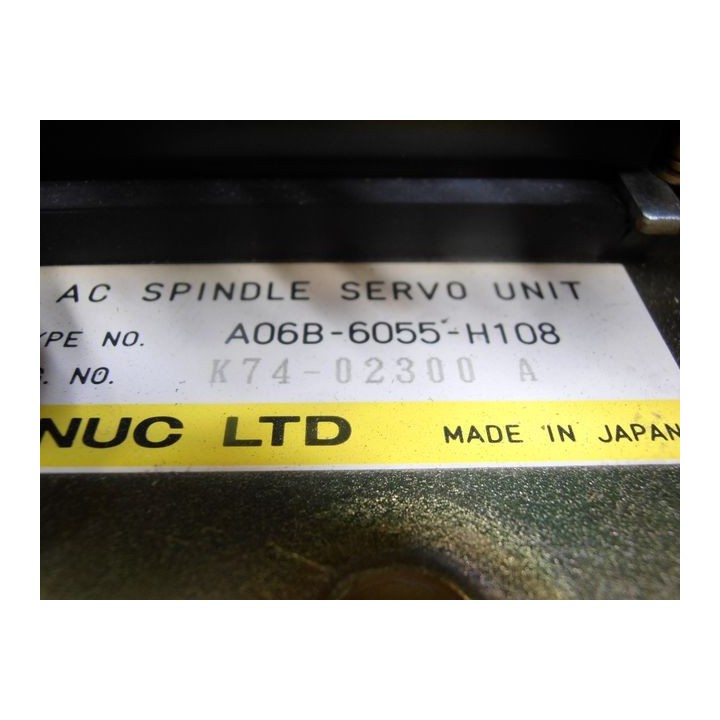 AC SPINDLE SERVO UNIT
YPE NO. A06B-6055-H108
. NO. K74-02300 A
NUC LTD MADE IN JAPAN